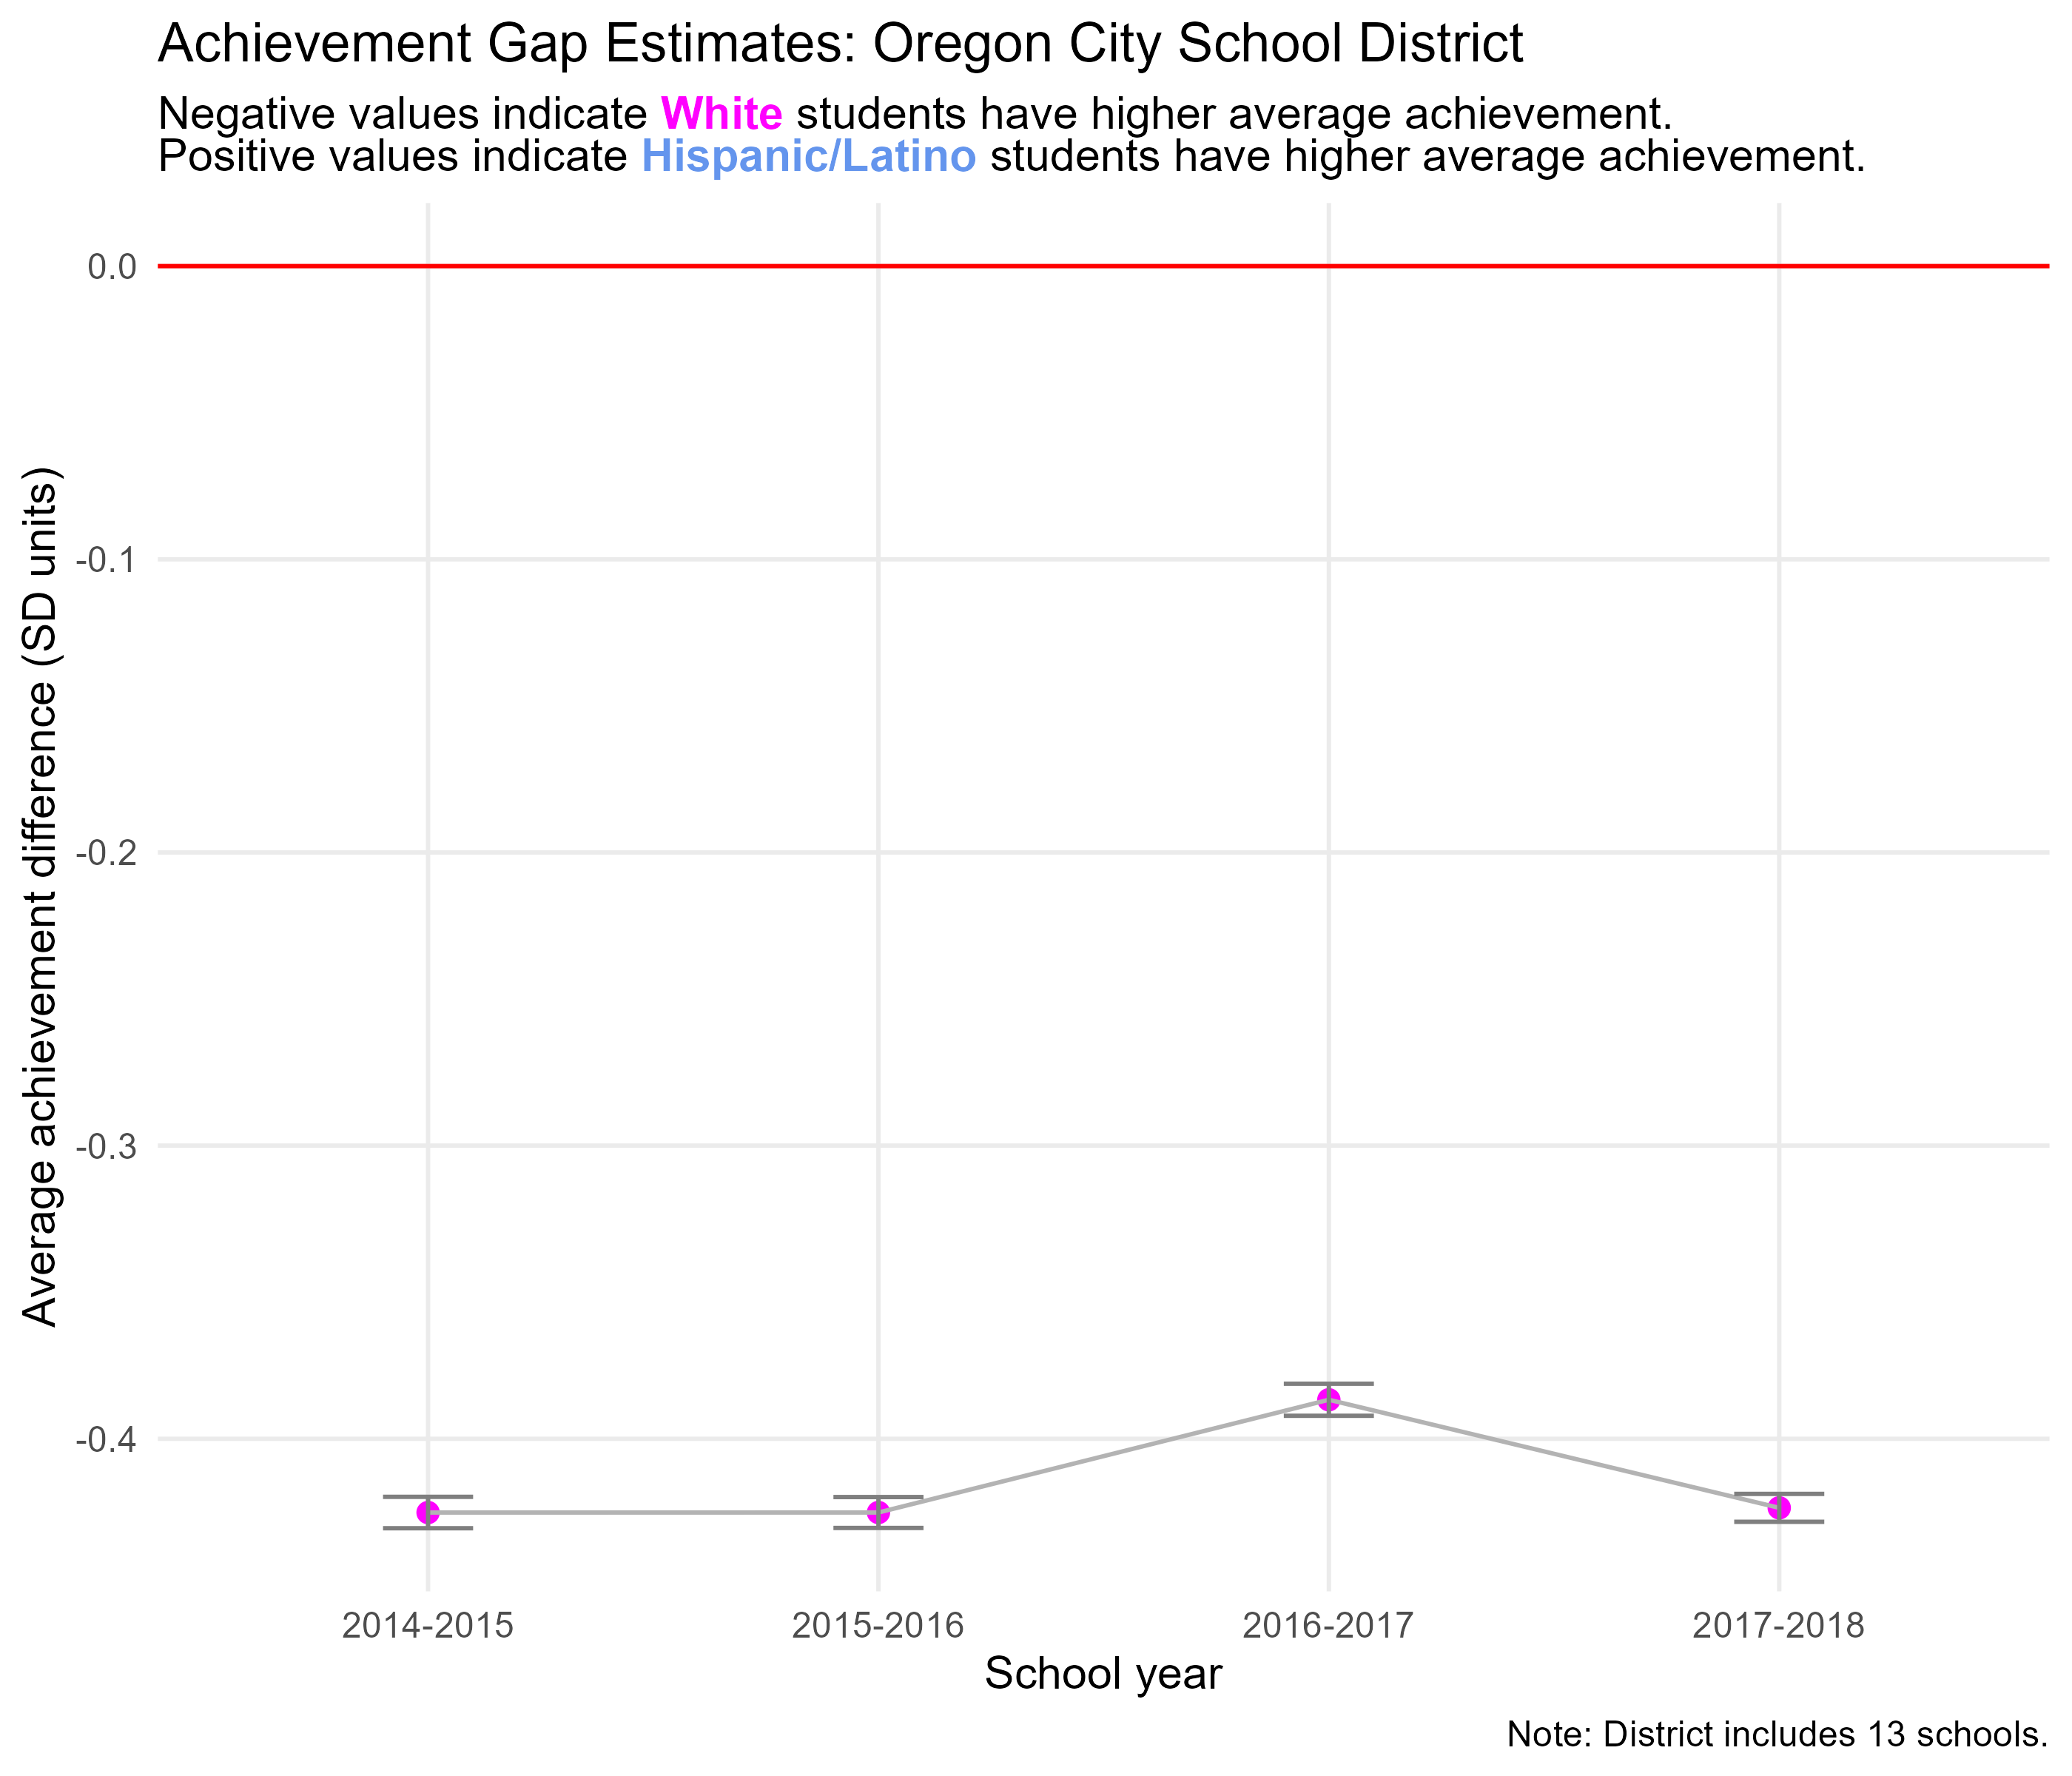 Achievement Gap Estimates: Oregon City School District
Negative values indicate White students have higher average achievement.
Positive values indicate Hispanic/Latino students have higher average achievement.
Average achievement difference (SD units)
0.0
-0.1
-0.2
-0.3
-0.4
2014-2015
2015-2016
2016-2017
2017-2018
School year
Note: District includes 13 schools.